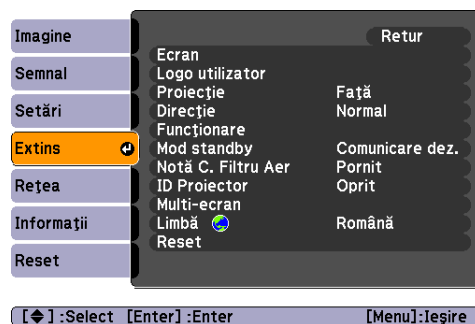 Imagine
Semnal
Setări
Extins
Reţea
Informaţii
Reset
Retur
Ecran
Logo utilizator
Proiecţie Faţă
Direcţie Normal
Funcţionare
Mod standby Comunicare dez.
Notă C. Filtru Aer Pornit
ID Proiector Oprit
Multi-ecran
Limbă Română
Reset
[◆] :Select [Enter] :Enter [Menu]:Ieşire